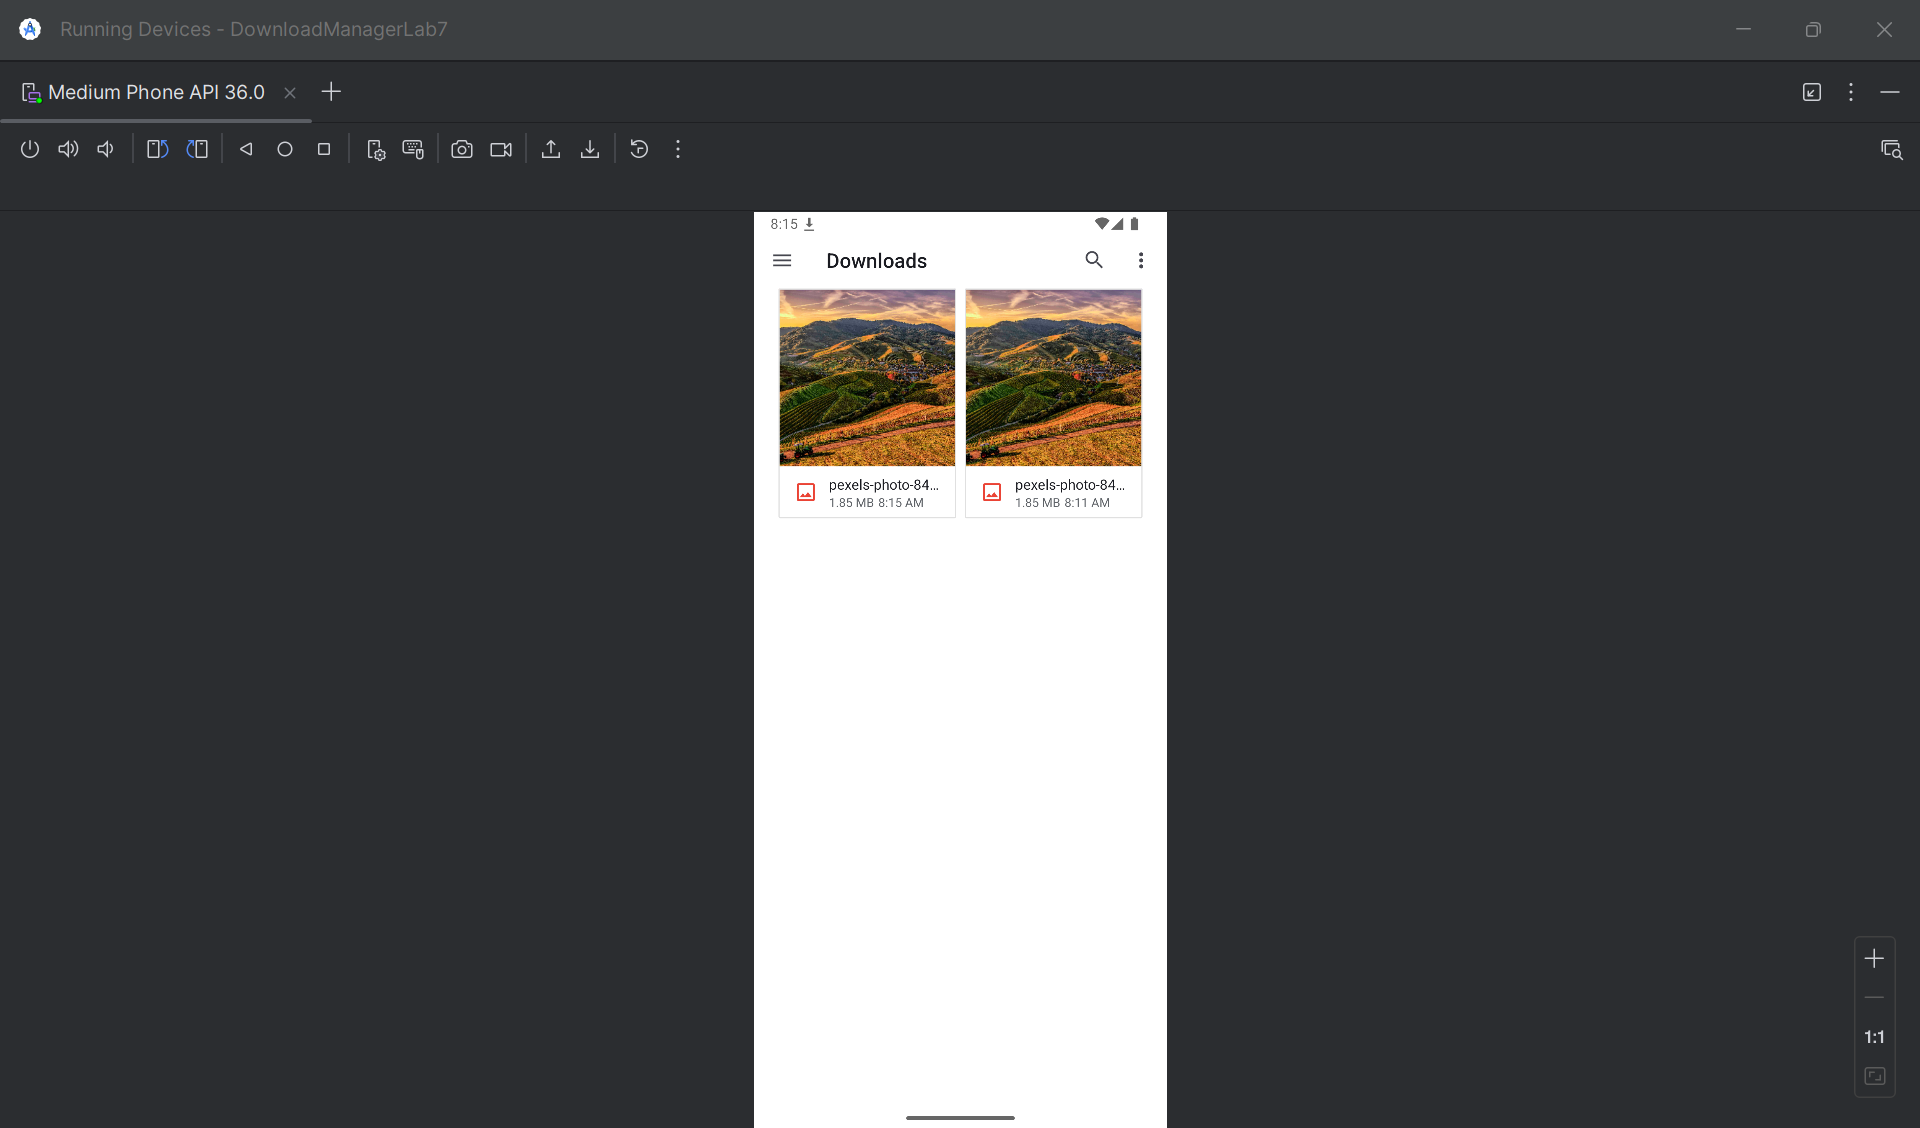 Running Devices - DownloadManagerLab7
Medium Phone API 36.0
8:15
Downloads
pexels-photo-84...
1.85 MB 8:15 AM
pexels-photo-84...
1.85 MB 8:11 AM
1:1